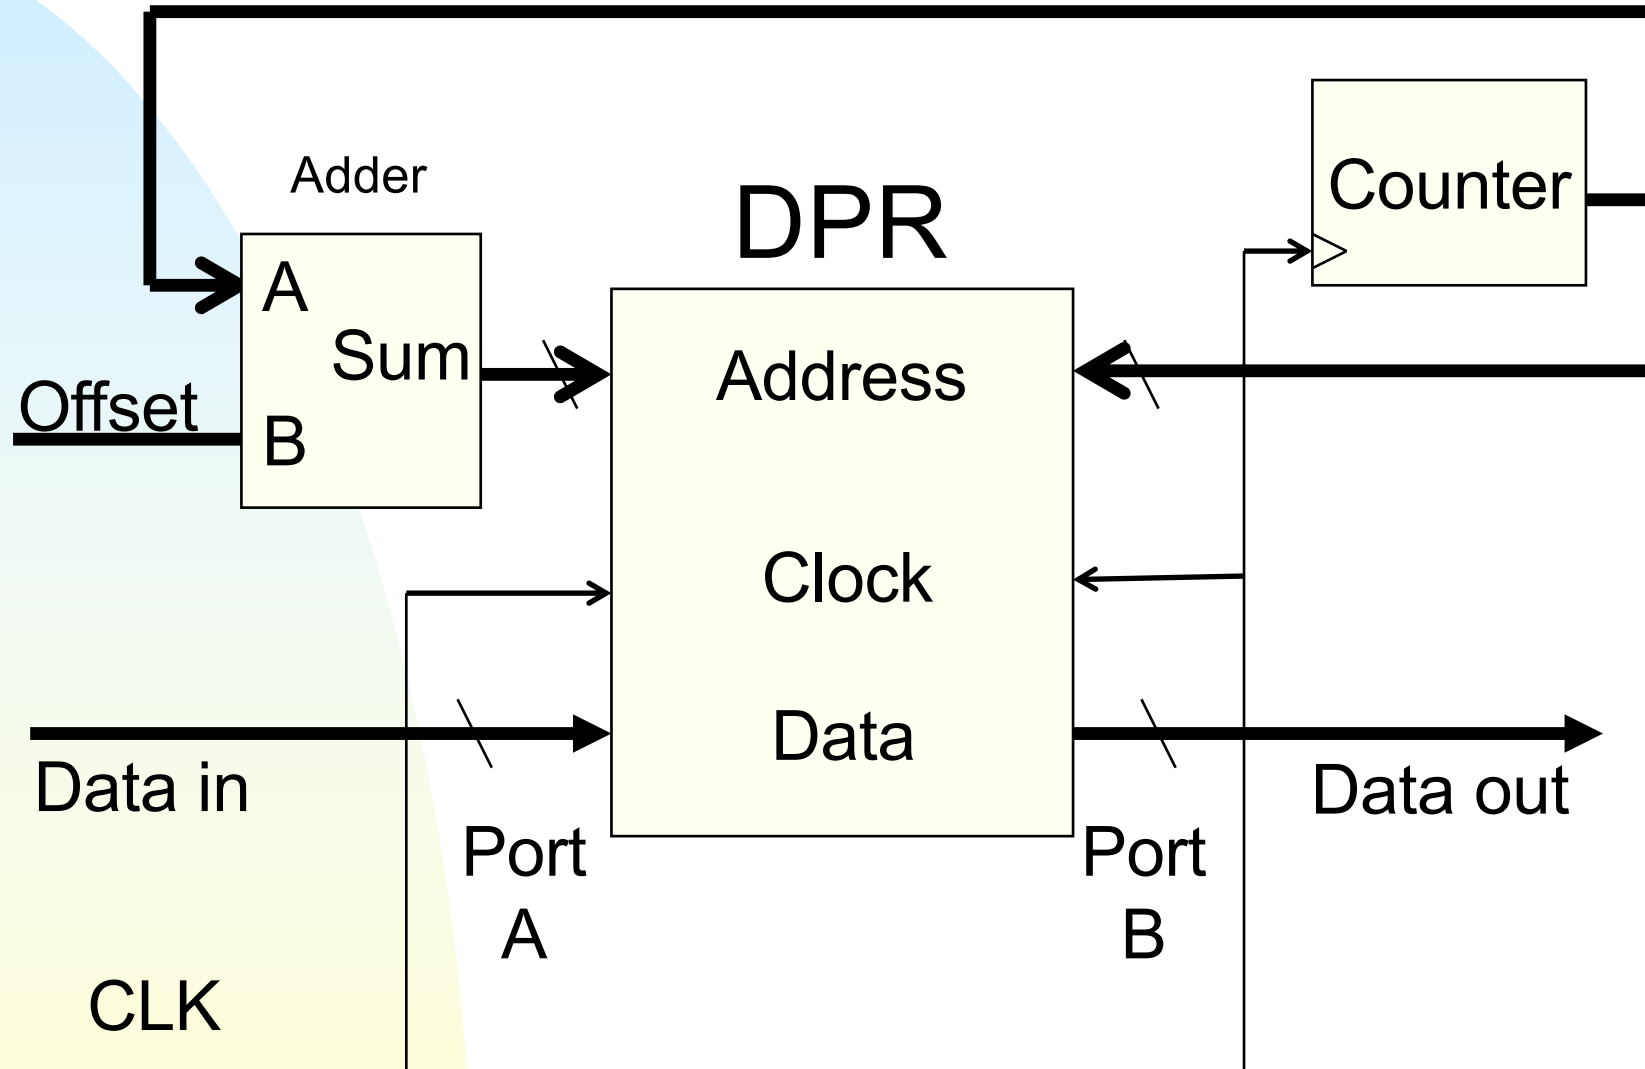 Adder
DPR
Counter
A
Sum
Address
Offset
B
Clock
Data
Data in
Data out
Port
A
Port
B
CLK